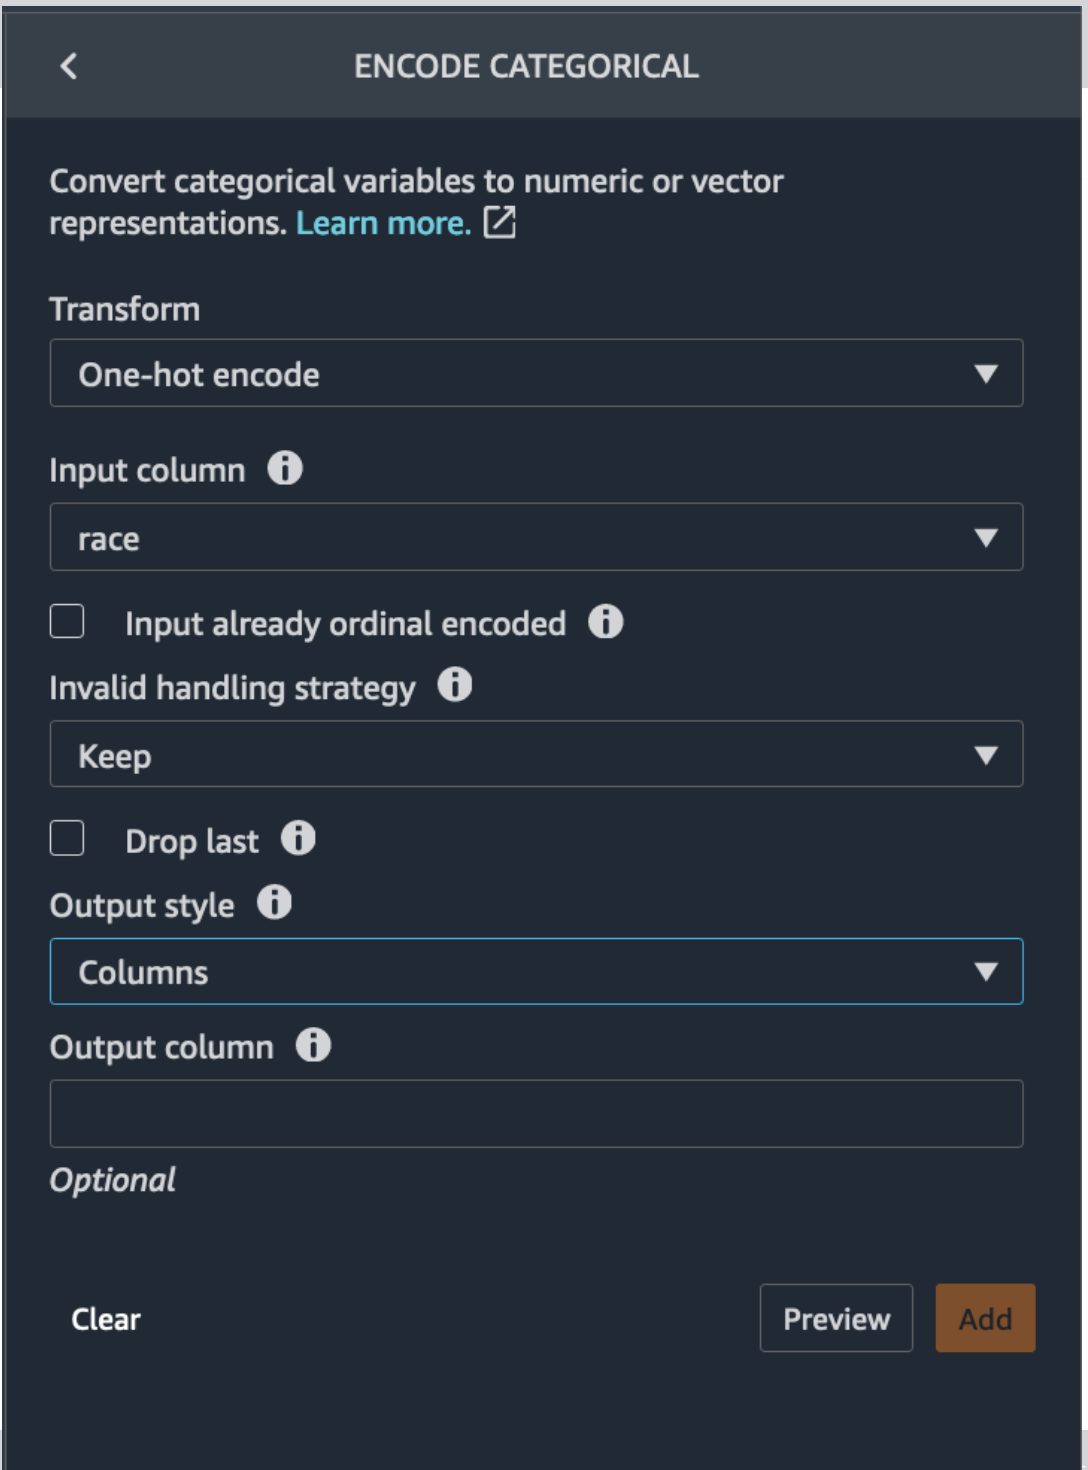 ENCODE CATEGORICAL
Convert categorical variables to numeric or vector
representations. Learn more.
Transform
One-hot encode
Input column
race
Input already ordinal encoded
Invalid handling strategy
Keep
Drop last
Output style
Columns
Output column
Optional
Clear
Preview
Add